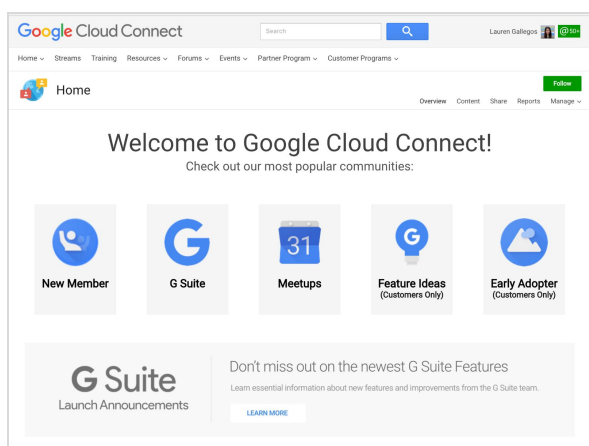 Google Cloud Connect
Search
Lauren Gallegos
@ 50+
Home Streams Training Resources Forums Events Partner Program Customer Programs
Home
Follow
Overview Content Share Reports Manage
Welcome to Google Cloud Connect!
Check out our most popular communities:
G
31
G
New Member
G Suite
Meetups
Feature Ideas
(Customers Only)
Early Adopter
(Customers Only)
G Suite
Launch Announcements
Don't miss out on the newest G Suite Features
Learn essential information about new features and improvements from the G Suite team.
LEARN MORE